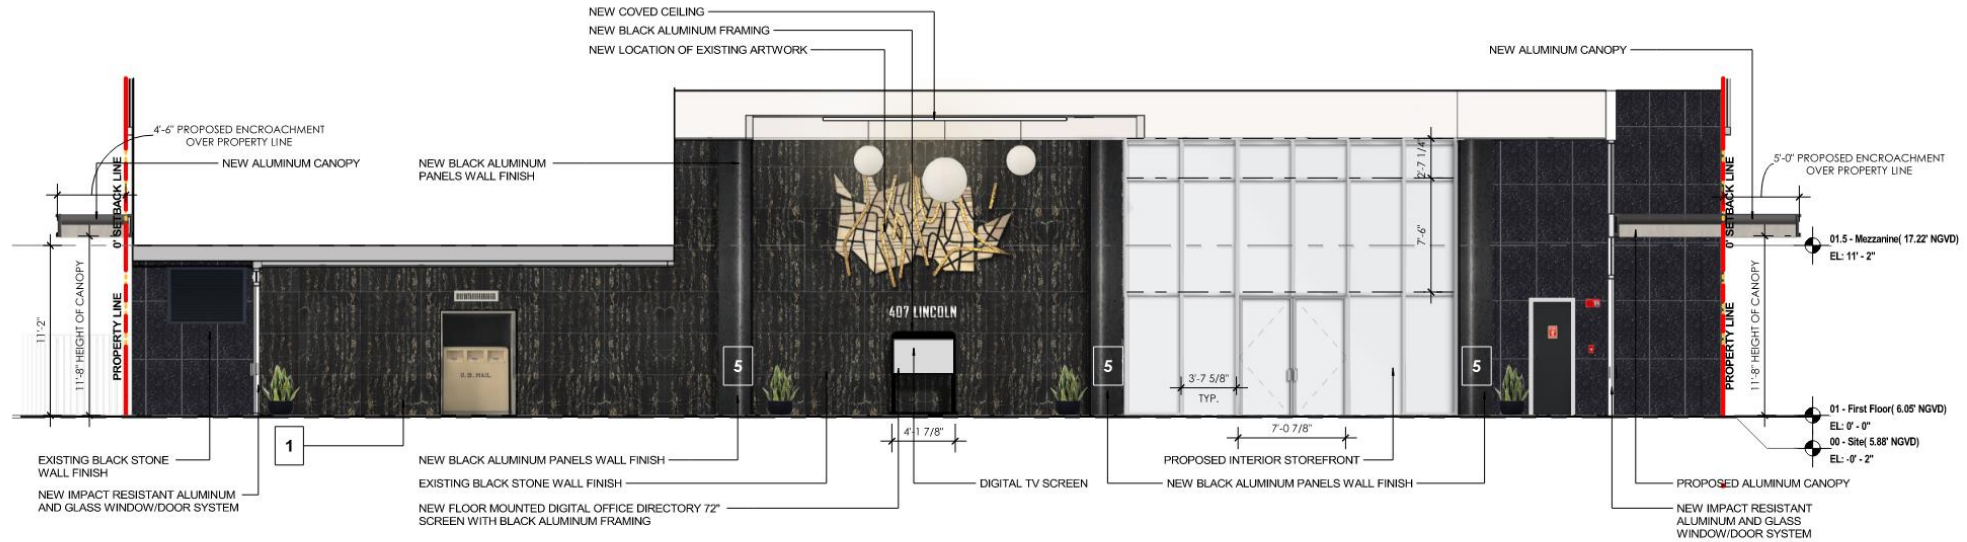 NEW COVED CEILING
NEW BLACK ALUMINUM FRAMING
NEW LOCATION OF EXISTING ARTWORK
NEW ALUMINUM CANOPY
4'-6" PROPOSED ENCROACHMENT
OVER PROPERTY LINE
NEW ALUMINUM CANOPY
NEW BLACK ALUMINUM
PANELS WALL FINISH
5'-0" PROPOSED ENCROACHMENT
OVER PROPERTY LINE
0' SETBACK LINE
PROPERTY LINE
11'-2"
11'-8" HEIGHT OF CANOPY
2'-7 1/4"
7'-6"
0' SETBACK LINE
PROPERTY LINE
11'-8" HEIGHT OF CANOPY
01.5 - Mezzanine( 17.22' NGVD)
EL: 11' - 2"
407 LINCOLN
U.S. MAIL
5
5
5
3'-7 5/8"
TYP.
01 - First Floor( 6.05' NGVD)
EL: 0' - 0"
00 - Site( 5.88' NGVD)
EL: -0' - 2"
1
4'-1 7/8"
7'-0 7/8"
EXISTING BLACK STONE
WALL FINISH
NEW IMPACT RESISTANT ALUMINUM
AND GLASS WINDOW/DOOR SYSTEM
NEW BLACK ALUMINUM PANELS WALL FINISH
EXISTING BLACK STONE WALL FINISH
NEW FLOOR MOUNTED DIGITAL OFFICE DIRECTORY 72"
SCREEN WITH BLACK ALUMINUM FRAMING
DIGITAL TV SCREEN
PROPOSED INTERIOR STOREFRONT
NEW BLACK ALUMINUM PANELS WALL FINISH
PROPOSED ALUMINUM CANOPY
NEW IMPACT RESISTANT
ALUMINUM AND GLASS
WINDOW/DOOR SYSTEM